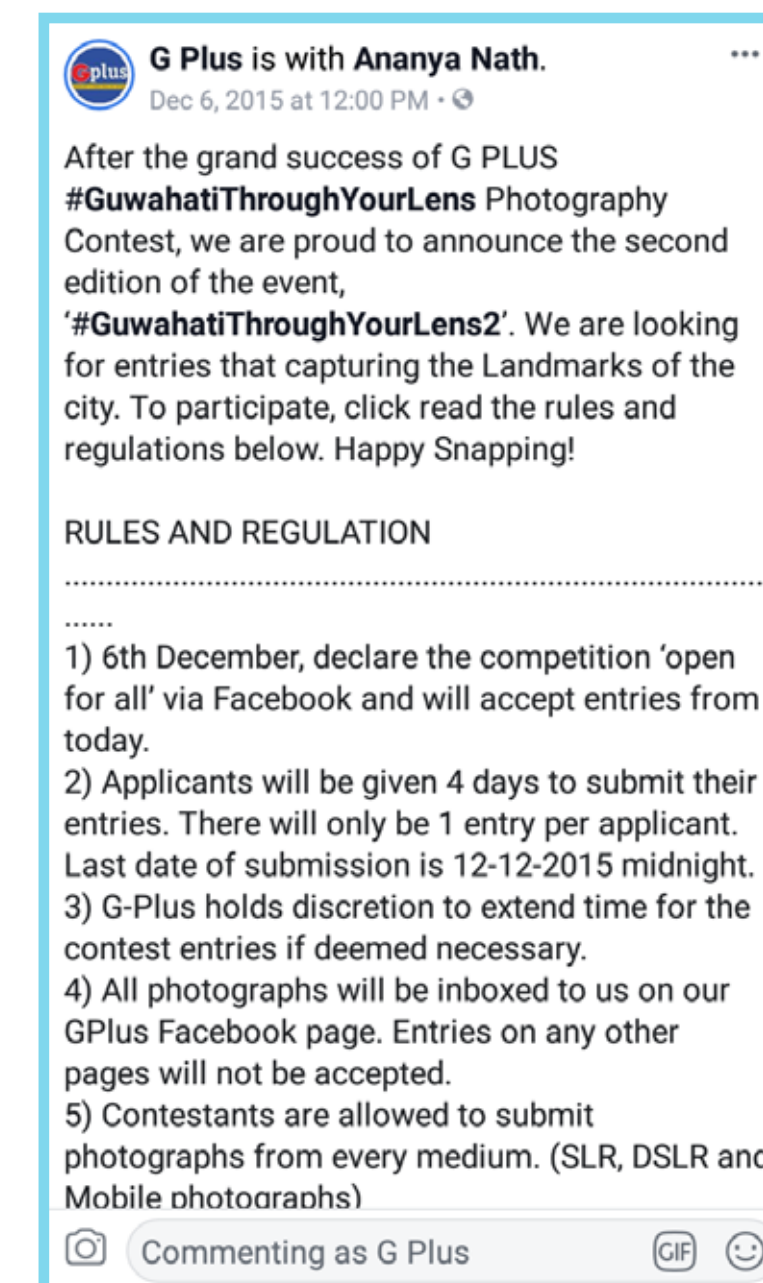 Gplus
G Plus is with Ananya Nath.
Dec 6, 2015 at 12:00 PM •
After the grand success of G PLUS
#GuwahatiThroughYourLens Photography
Contest, we are proud to announce the second
edition of the event,
‘#GuwahatiThroughYourLens2’. We are looking
for entries that capturing the Landmarks of the
city. To participate, click read the rules and
regulations below. Happy Snapping!
RULES AND REGULATION
....................................................................................
......
1) 6th December, declare the competition ‘open
for all’ via Facebook and will accept entries from
today.
2) Applicants will be given 4 days to submit their
entries. There will only be 1 entry per applicant.
Last date of submission is 12-12-2015 midnight.
3) G-Plus holds discretion to extend time for the
contest entries if deemed necessary.
4) All photographs will be inboxed to us on our
GPlus Facebook page. Entries on any other
pages will not be accepted.
5) Contestants are allowed to submit
photographs from every medium. (SLR, DSLR and
Mobile photographs)
Commenting as G Plus
GIF